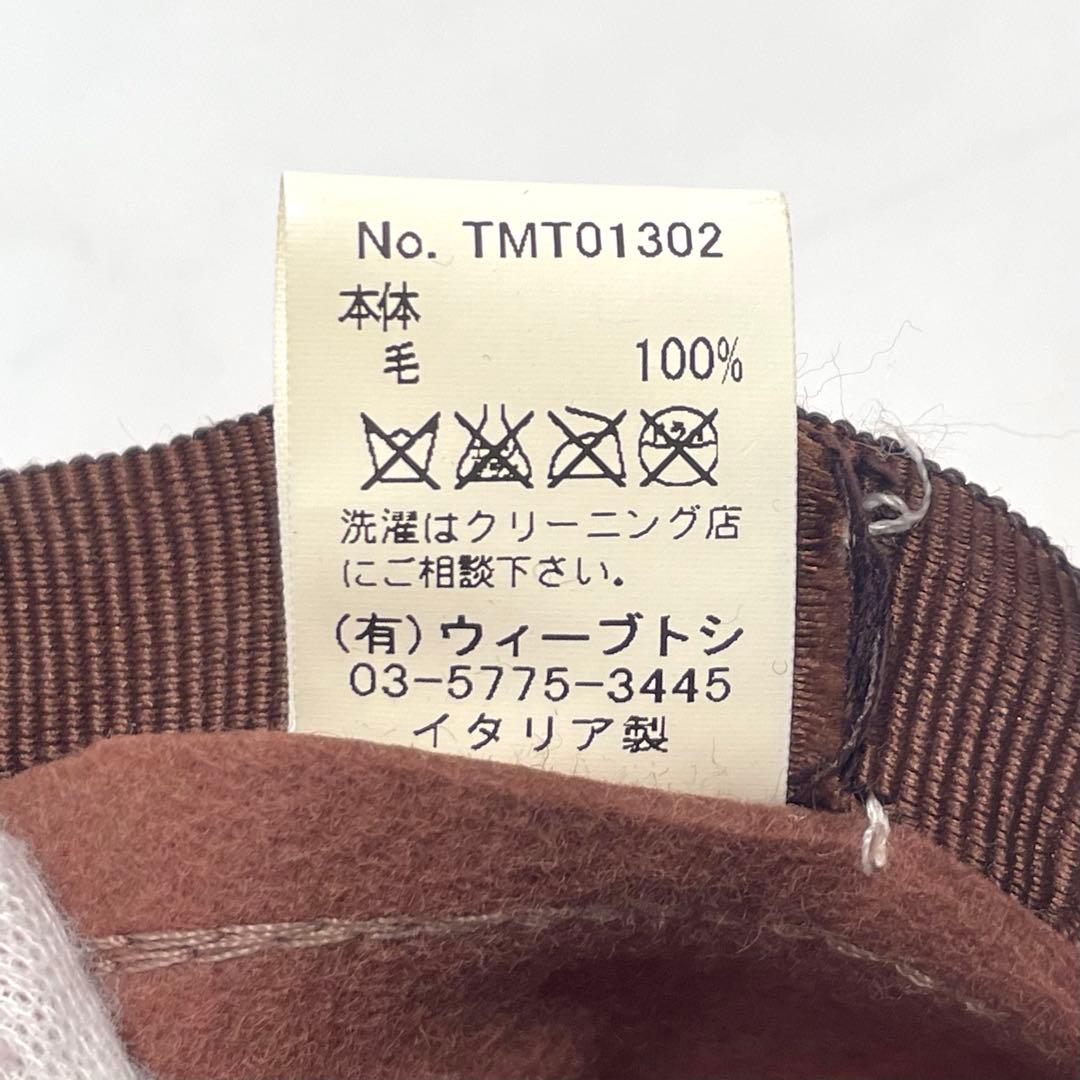 No. TMT01302
本体
毛 100%
洗濯はクリーニング店
にご相談下さい。
(有)ウィーブトシ
03-5775-3445
イタリア製